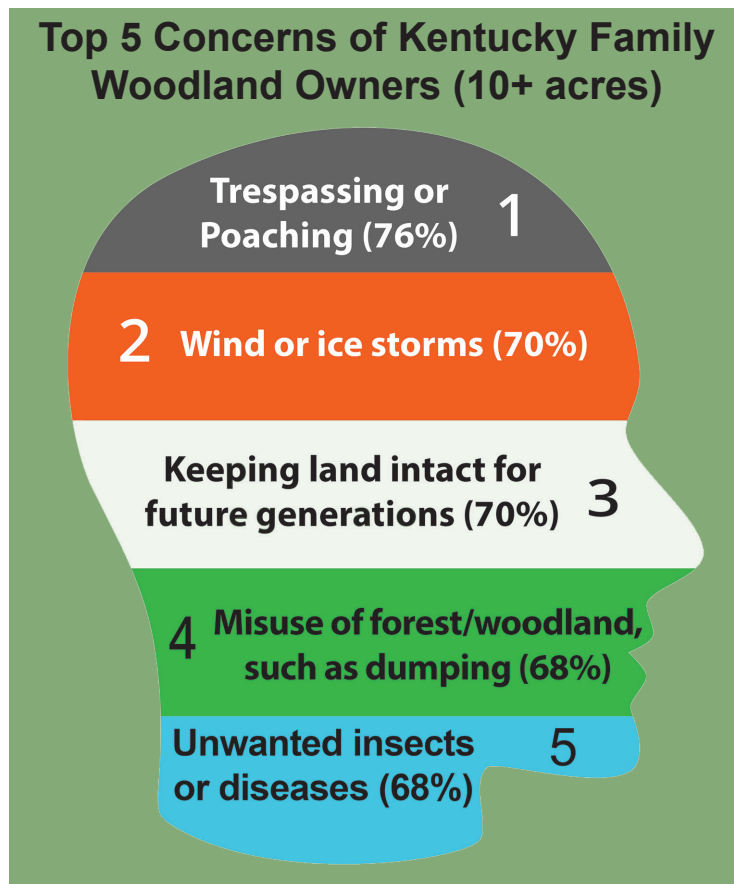 Top 5 Concerns of Kentucky Family
Woodland Owners (10+ acres)
Trespassing or
Poaching (76%)
1
2
Wind or ice storms (70%)
Keeping land intact for
future generations (70%)
3
4
Misuse of forest/woodland,
such as dumping (68%)
Unwanted insects
or diseases (68%)
5